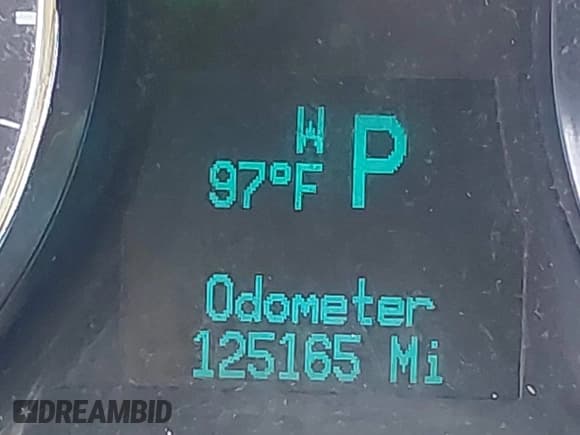 W P
97°F
Odometer
125165 Mi
DREAMBID